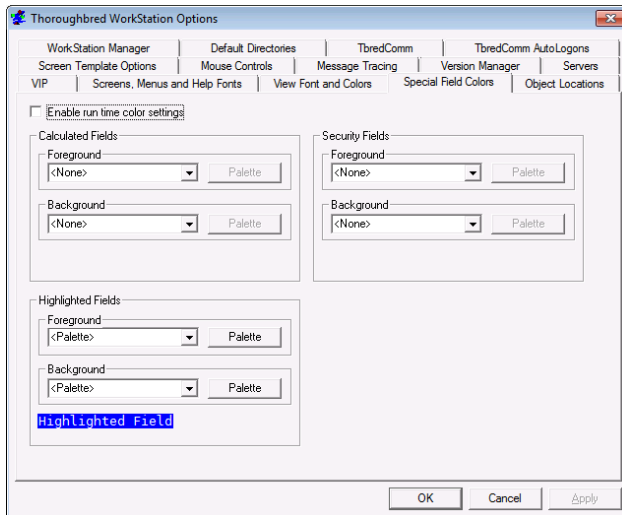 Thoroughbred WorkStation Options
WorkStation Manager Default Directories TbredComm TbredComm AutoLogons
Screen Template Options Mouse Controls Message Tracing Version Manager Servers
VIP Screens, Menus and Help Fonts View Font and Colors Special Field Colors Object Locations
Enable run time color settings
Calculated Fields
Foreground
<None> Palette
Background
<None> Palette
Security Fields
Foreground
<None> Palette
Background
<None> Palette
Highlighted Fields
Foreground
<Palette> Palette
Background
<Palette> Palette
Highlighted Field
OK Cancel Apply